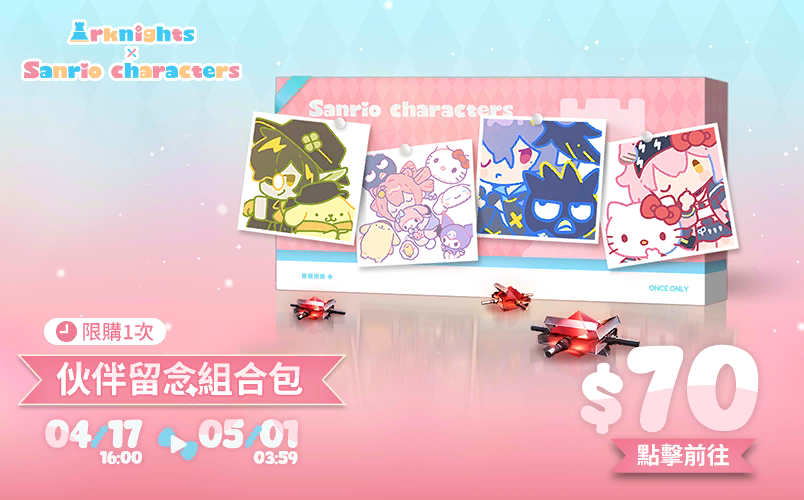 Arknights
×
Sanrio characters
Sanrio characters
ONCE ONLY
限購1次
伙伴留念組合包
04/17 ▶ 05/01
16:00 03:59
$70
點擊前往